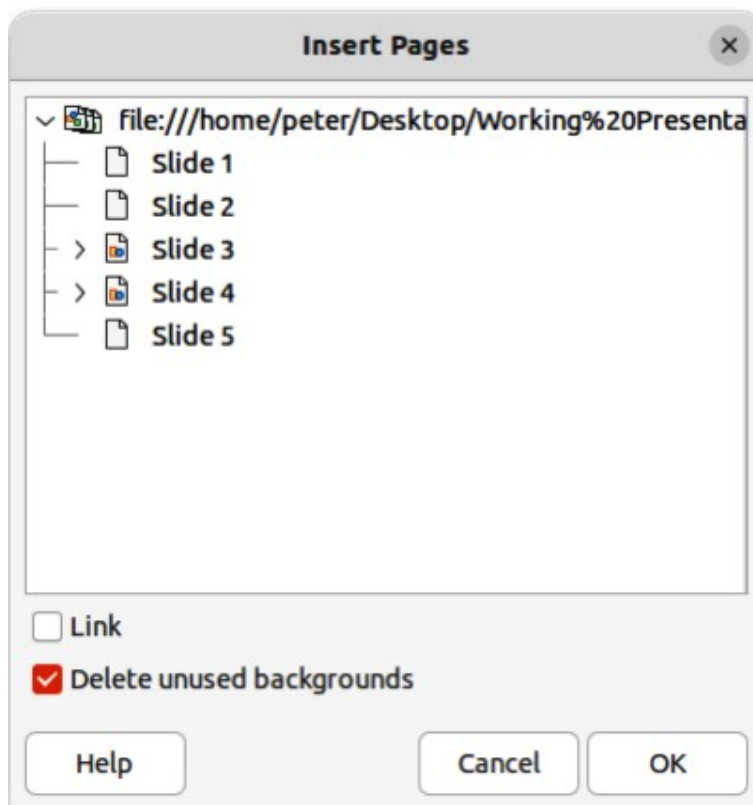 Insert Pages
file:///home/peter/Desktop/Working%20Presenta
Slide 1
Slide 2
Slide 3
Slide 4
Slide 5
Link
Delete unused backgrounds
Help Cancel OK